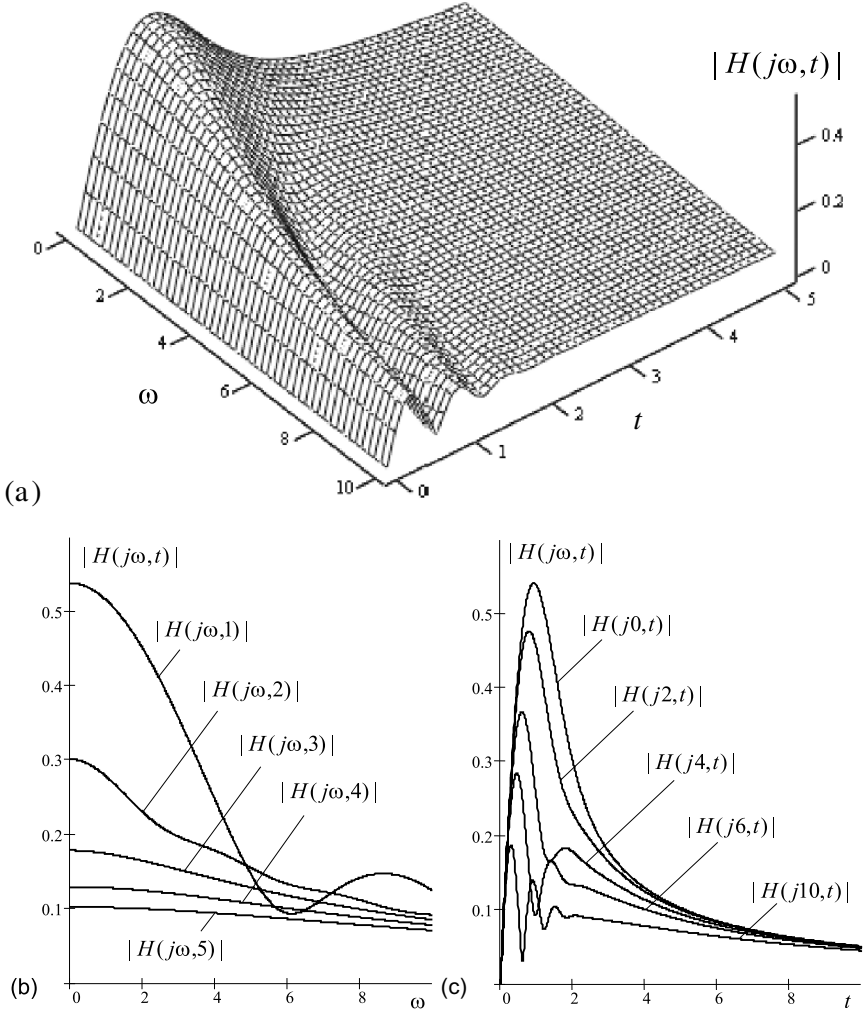 | H(jω,t) |
0.4
0.2
0
0
2
4
6
8
10
0
1
2
3
4
5
ω
t
(a)
| H(jω,t) |
0.5
0.4
0.3
0.2
0.1
| H(jω,1) |
| H(jω,2) |
| H(jω,3) |
| H(jω,4) |
| H(jω,5) |
0
2
4
6
8
ω
(b)
| H(jω,t) |
0.5
0.4
0.3
0.2
0.1
| H(j0,t) |
| H(j2,t) |
| H(j4,t) |
| H(j6,t) |
| H(j10,t) |
0
2
4
6
8
t
(c)